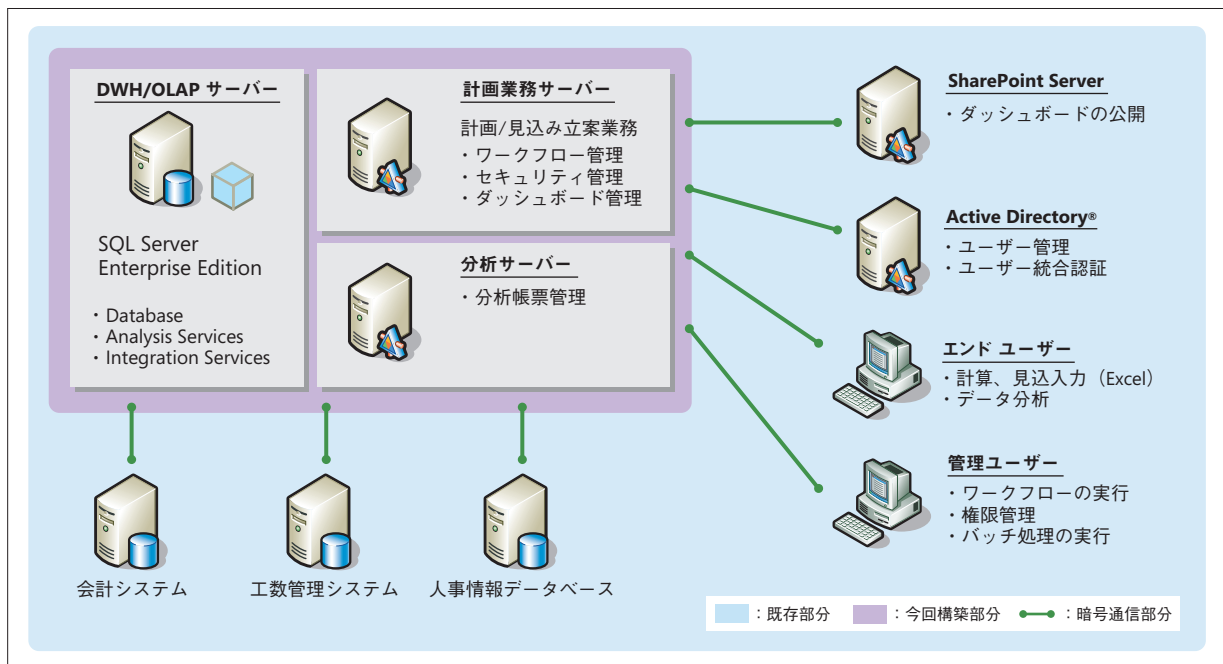 DWH/OLAP サーバー
SQL Server
Enterprise Edition
・Database
・Analysis Services
・Integration Services
計画業務サーバー
計画/見込み立案業務
・ワークフロー管理
・セキュリティ管理
・ダッシュボード管理
分析サーバー
・分析帳票管理
SharePoint Server
・ダッシュボードの公開
Active Directory®
・ユーザー管理
・ユーザー統合認証
エンド ユーザー
・計算、見込入力（Excel）
・データ分析
管理ユーザー
・ワークフローの実行
・権限管理
・バッチ処理の実行
会計システム
工数管理システム
人事情報データベース
：既存部分
：今回構築部分
：暗号通信部分